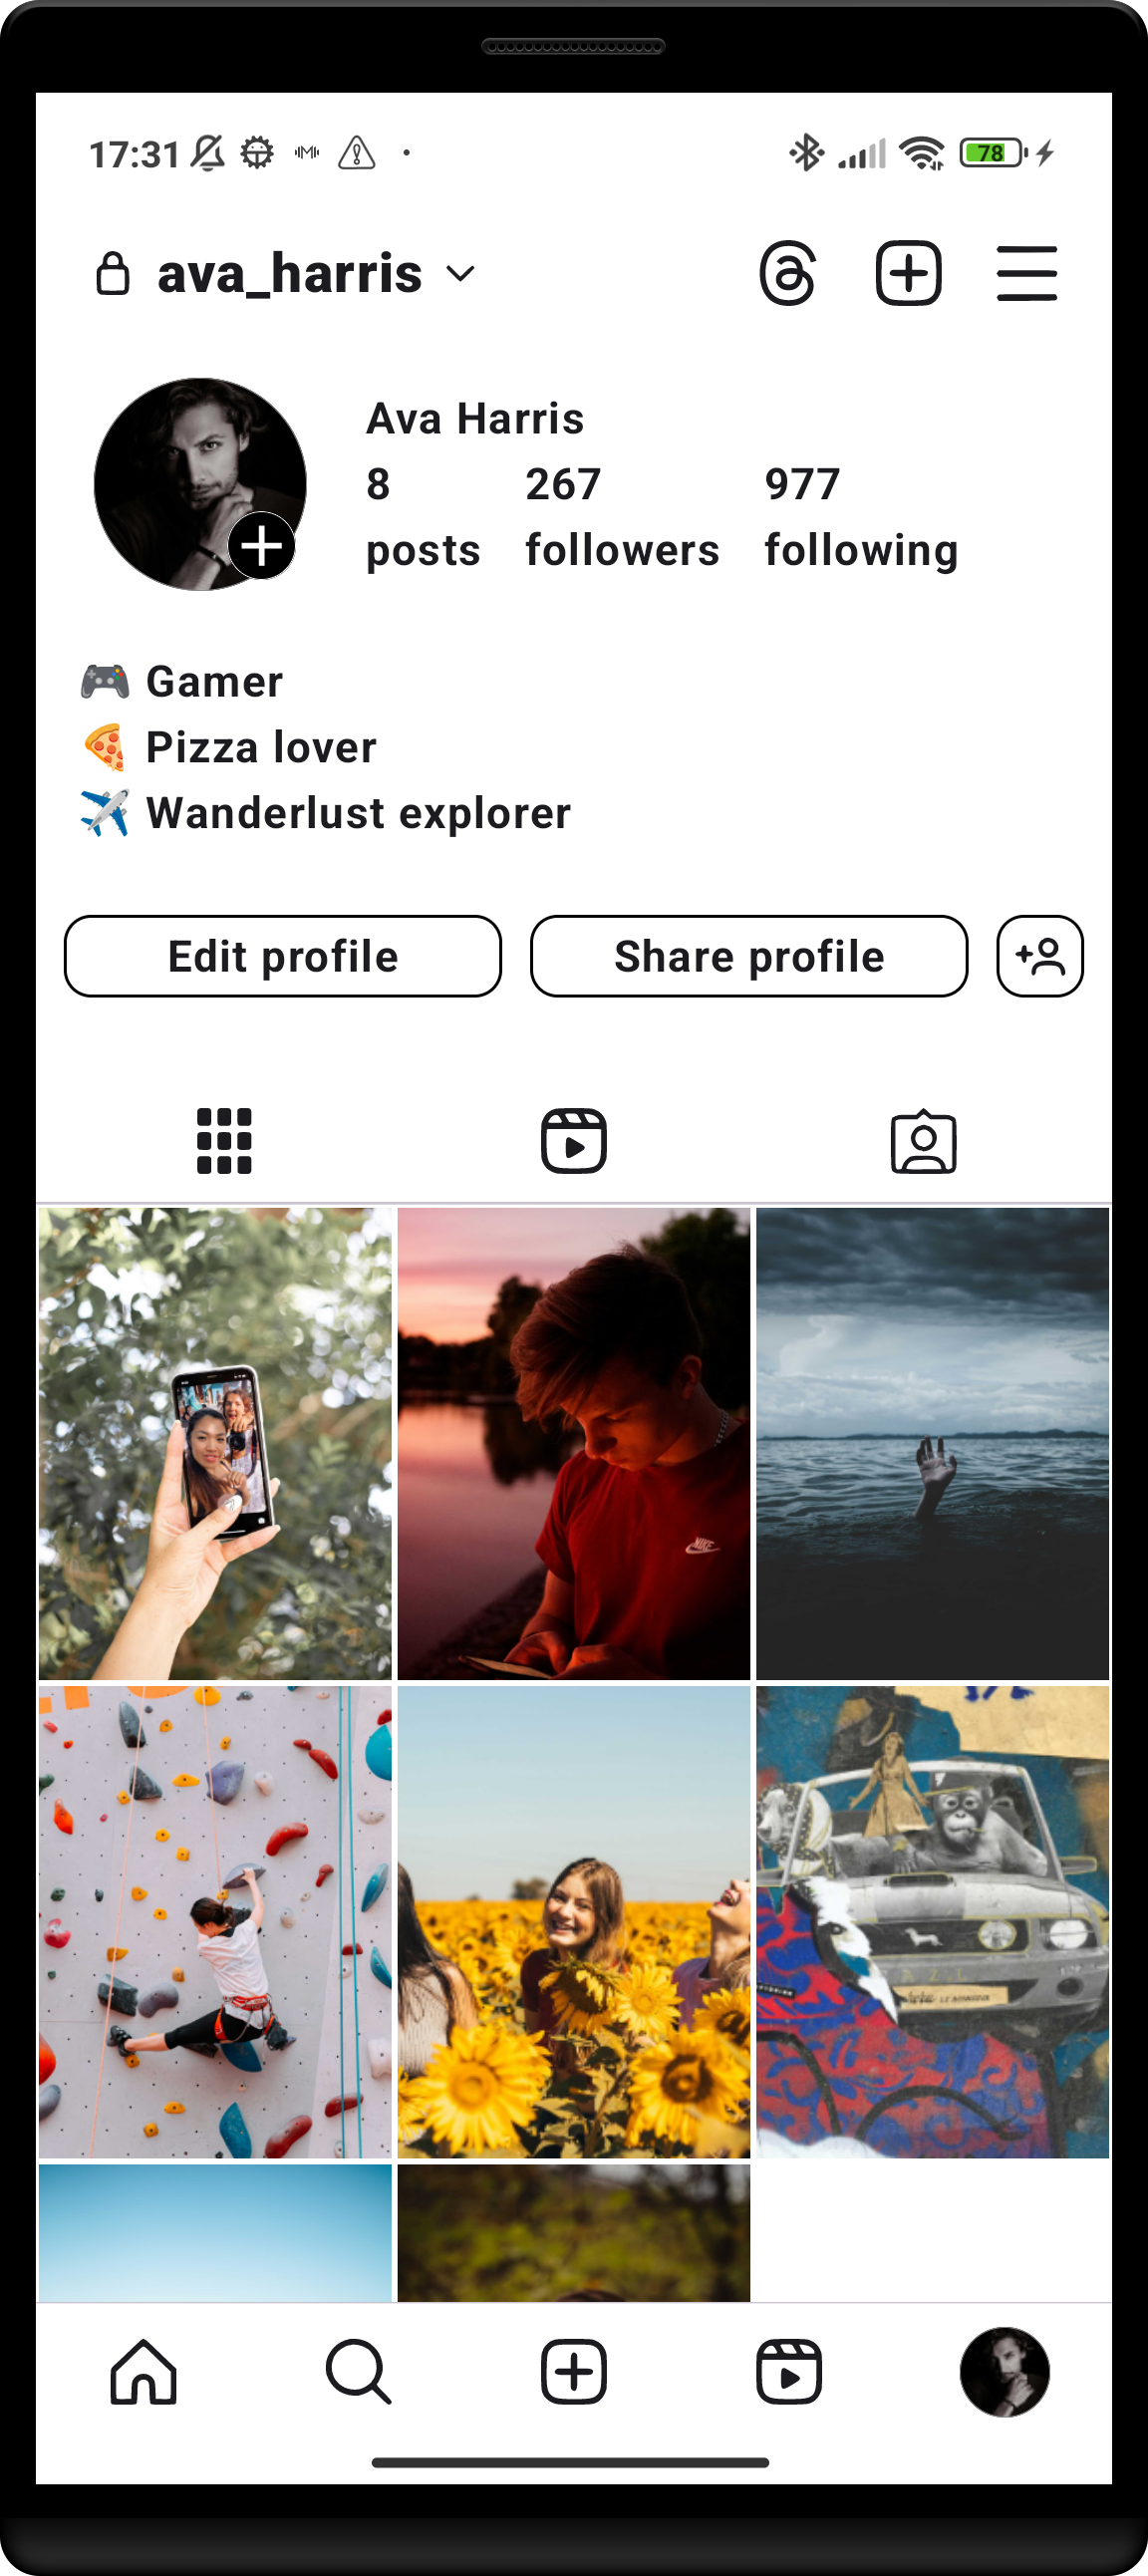 17:31
78
ava_harris
Ava Harris
8 267 977
posts followers following
🎮 Gamer
🍕 Pizza lover
✈️ Wanderlust explorer
Edit profile Share profile
NIKE